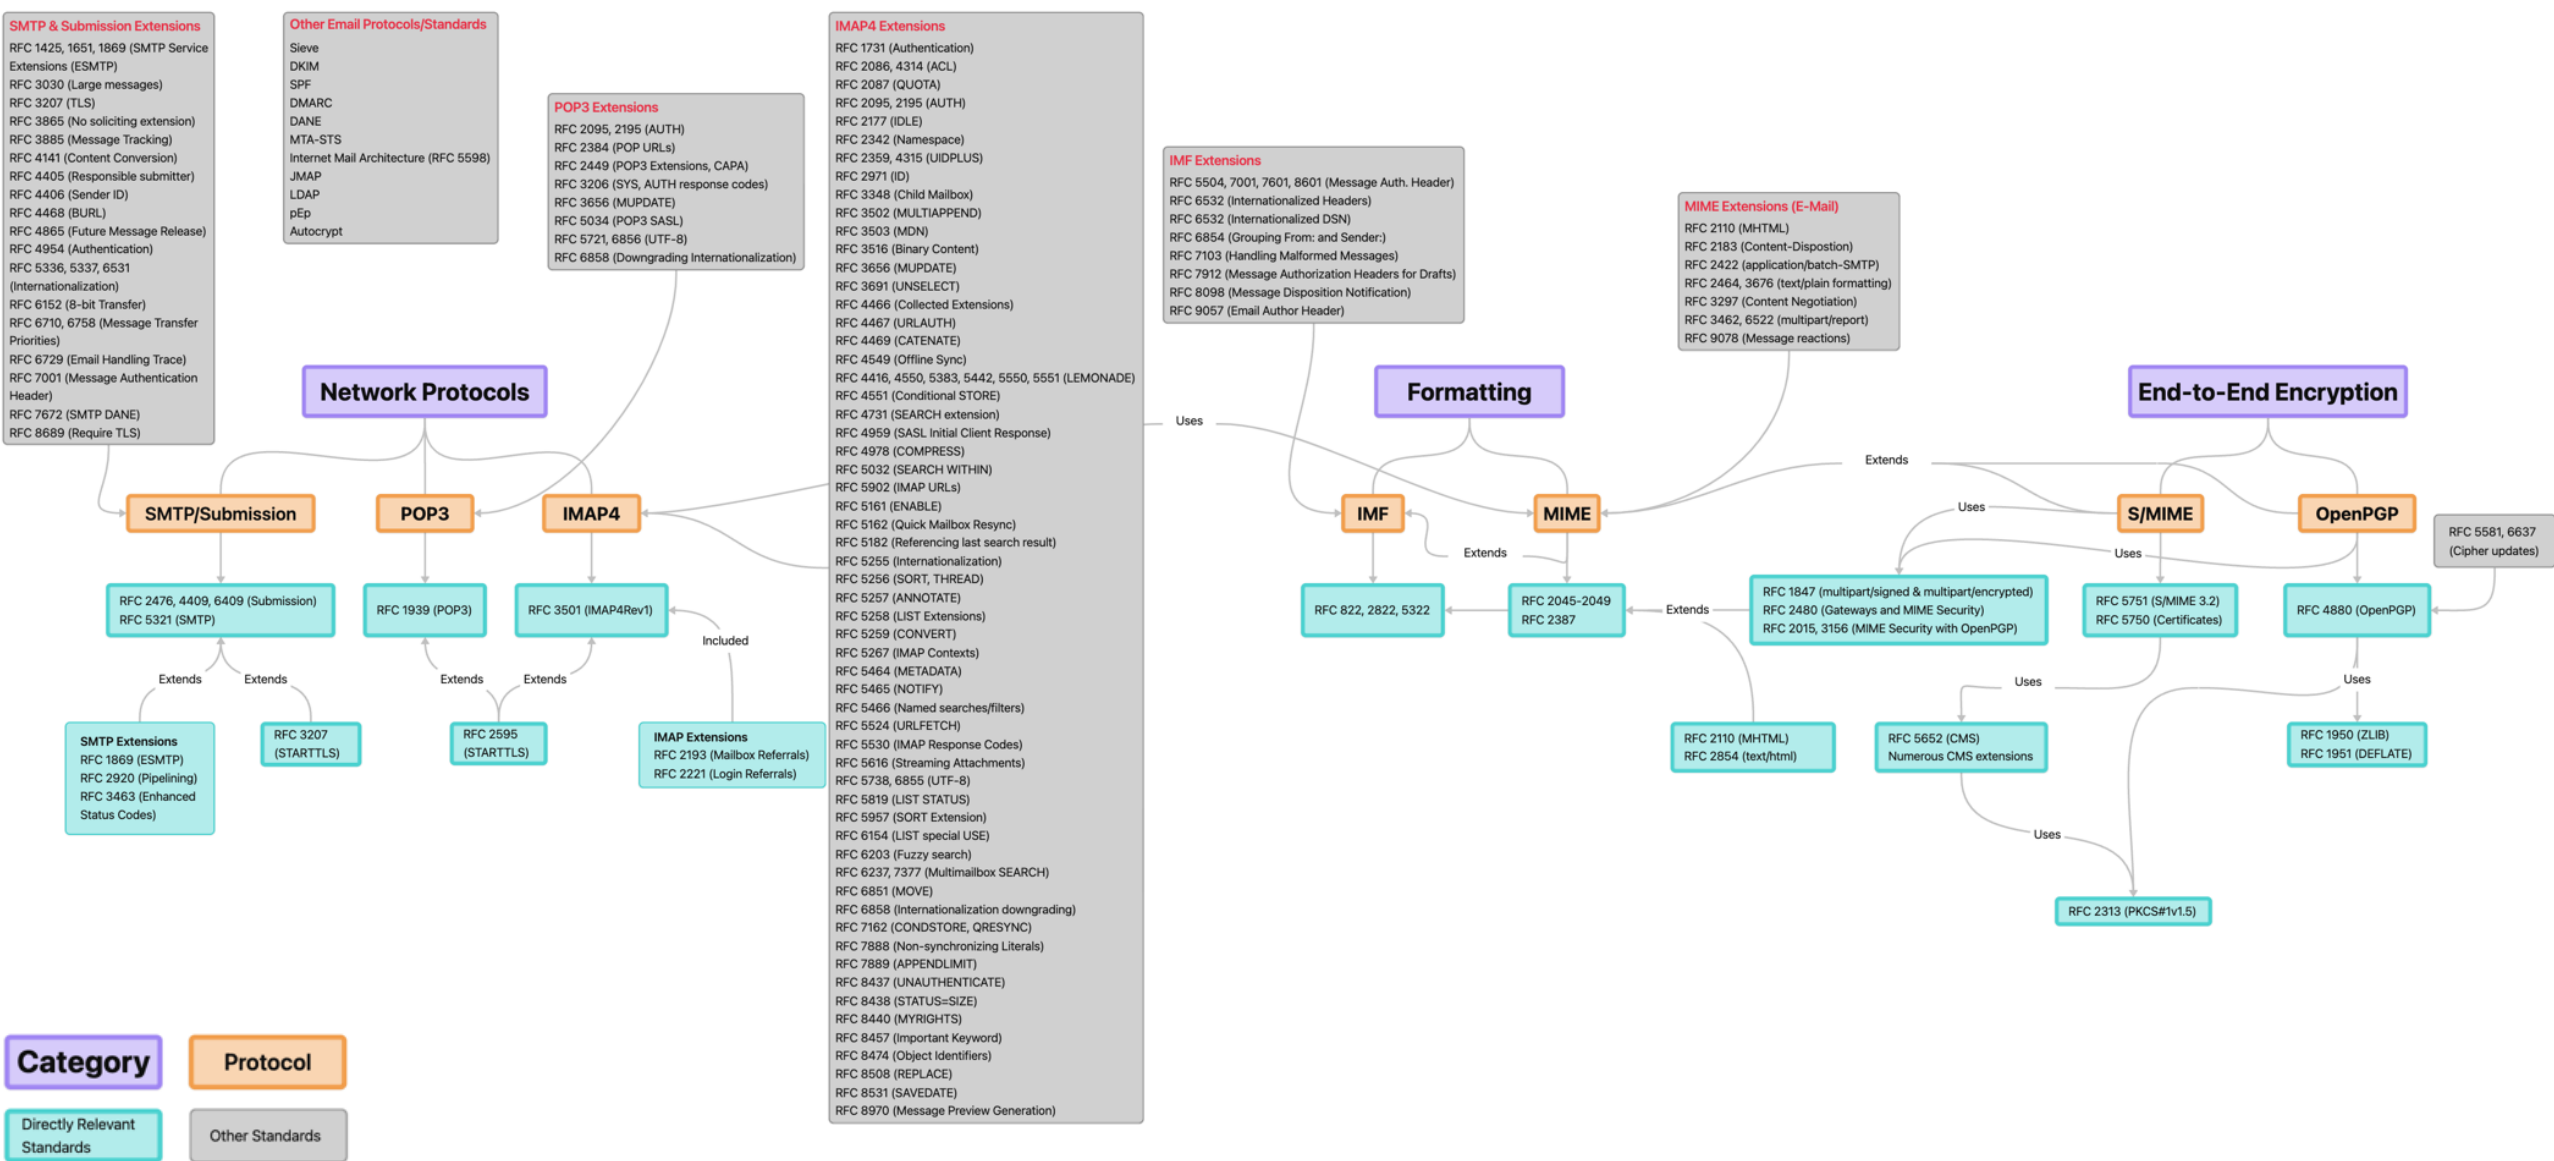 SMTP & Submission Extensions
RFC 1425, 1651, 1869 (SMTP Service
Extensions (ESMTP)
RFC 3030 (Large messages)
RFC 3207 (TLS)
RFC 3865 (No soliciting extension)
RFC 3885 (Message Tracking)
RFC 4141 (Content Conversion)
RFC 4405 (Responsible submitter)
RFC 4406 (Sender ID)
RFC 4468 (BURL)
RFC 4865 (Future Message Release)
RFC 4954 (Authentication)
RFC 5336, 5337, 6531
(Internationalization)
RFC 6152 (8-bit Transfer)
RFC 6710, 6758 (Message Transfer
Priorities)
RFC 6729 (Email Handling Trace)
RFC 7001 (Message Authentication
Header)
RFC 7672 (SMTP DANE)
RFC 8689 (Require TLS)
Other Email Protocols/Standards
Sieve
DKIM
SPF
DMARC
DANE
MTA-STS
Internet Mail Architecture (RFC 5598)
JMAP
LDAP
pEp
Autocrypt
POP3 Extensions
RFC 2095, 2195 (AUTH)
RFC 2384 (POP URLs)
RFC 2449 (POP3 Extensions, CAPA)
RFC 3206 (SYS, AUTH response codes)
RFC 3656 (MUPDATE)
RFC 5034 (POP3 SASL)
RFC 5721, 6856 (UTF-8)
RFC 6858 (Downgrading Internationalization)
IMAP4 Extensions
RFC 1731 (Authentication)
RFC 2086, 4314 (ACL)
RFC 2087 (QUOTA)
RFC 2095, 2195 (AUTH)
RFC 2177 (IDLE)
RFC 2342 (Namespace)
RFC 2359, 4315 (UIDPLUS)
RFC 2971 (ID)
RFC 3348 (Child Mailbox)
RFC 3502 (MULTIAPPEND)
RFC 3503 (MDN)
RFC 3516 (Binary Content)
RFC 3656 (MUPDATE)
RFC 3691 (UNSELECT)
RFC 4466 (Collected Extensions)
RFC 4467 (URLAUTH)
RFC 4469 (CATENATE)
RFC 4549 (Offline Sync)
RFC 4416, 4550, 5383, 5442, 5550, 5551 (LEMONADE)
RFC 4551 (Conditional STORE)
RFC 4731 (SEARCH extension)
RFC 4959 (SASL Initial Client Response)
RFC 4978 (COMPRESS)
RFC 5032 (SEARCH WITHIN)
RFC 5902 (IMAP URLs)
RFC 5161 (ENABLE)
RFC 5162 (Quick Mailbox Resync)
RFC 5182 (Referencing last search result)
RFC 5255 (Internationalization)
RFC 5256 (SORT, THREAD)
RFC 5257 (ANNOTATE)
RFC 5258 (LIST Extensions)
RFC 5259 (CONVERT)
RFC 5267 (IMAP Contexts)
RFC 5464 (METADATA)
RFC 5465 (NOTIFY)
RFC 5466 (Named searches/filters)
RFC 5524 (URLFETCH)
RFC 5530 (IMAP Response Codes)
RFC 5616 (Streaming Attachments)
RFC 5738, 6855 (UTF-8)
RFC 5819 (LIST STATUS)
RFC 5957 (SORT Extension)
RFC 6154 (LIST special USE)
RFC 6203 (Fuzzy search)
RFC 6237, 7377 (Multimailbox SEARCH)
RFC 6851 (MOVE)
RFC 6858 (Internationalization downgrading)
RFC 7162 (CONDSTORE, QRESYNC)
RFC 7888 (Non-synchronizing Literals)
RFC 7889 (APPENDLIMIT)
RFC 8437 (UNAUTHENTICATE)
RFC 8438 (STATUS=SIZE)
RFC 8440 (MYRIGHTS)
RFC 8457 (Important Keyword)
RFC 8474 (Object Identifiers)
RFC 8508 (REPLACE)
RFC 8531 (SAVEDATE)
RFC 8970 (Message Preview Generation)
IMF Extensions
RFC 5504, 7001, 7601, 8601 (Message Auth. Header)
RFC 6532 (Internationalized Headers)
RFC 6532 (Internationalized DSN)
RFC 6854 (Grouping From: and Sender:)
RFC 7103 (Handling Malformed Messages)
RFC 7912 (Message Authorization Headers for Drafts)
RFC 8098 (Message Disposition Notification)
RFC 9057 (Email Author Header)
MIME Extensions (E-Mail)
RFC 2110 (MHTML)
RFC 2183 (Content-Dispostion)
RFC 2422 (application/batch-SMTP)
RFC 2464, 3676 (text/plain formatting)
RFC 3297 (Content Negotiation)
RFC 3462, 6522 (multipart/report)
RFC 9078 (Message reactions)
Network Protocols
Formatting
End-to-End Encryption
Uses
Extends
SMTP/Submission
POP3
IMAP4
IMF
MIME
Uses
S/MIME
OpenPGP
RFC 5581, 6637
(Cipher updates)
Extends
Uses
RFC 2476, 4409, 6409 (Submission)
RFC 5321 (SMTP)
RFC 1939 (POP3)
RFC 3501 (IMAP4Rev1)
RFC 822, 2822, 5322
RFC 2045-2049
RFC 2387
Extends
RFC 1847 (multipart/signed & multipart/encrypted)
RFC 2480 (Gateways and MIME Security)
RFC 2015, 3156 (MIME Security with OpenPGP)
RFC 5751 (S/MIME 3.2)
RFC 5750 (Certificates)
RFC 4880 (OpenPGP)
Included
Extends
Extends
Extends
Extends
Uses
Uses
SMTP Extensions
RFC 1869 (ESMTP)
RFC 2920 (Pipelining)
RFC 3463 (Enhanced
Status Codes)
RFC 3207
(STARTTLS)
RFC 2595
(STARTTLS)
IMAP Extensions
RFC 2193 (Mailbox Referrals)
RFC 2221 (Login Referrals)
RFC 2110 (MHTML)
RFC 2854 (text/html)
RFC 5652 (CMS)
Numerous CMS extensions
RFC 1950 (ZLIB)
RFC 1951 (DEFLATE)
Uses
RFC 2313 (PKCS#1v1.5)
Category
Protocol
Directly Relevant
Standards
Other Standards